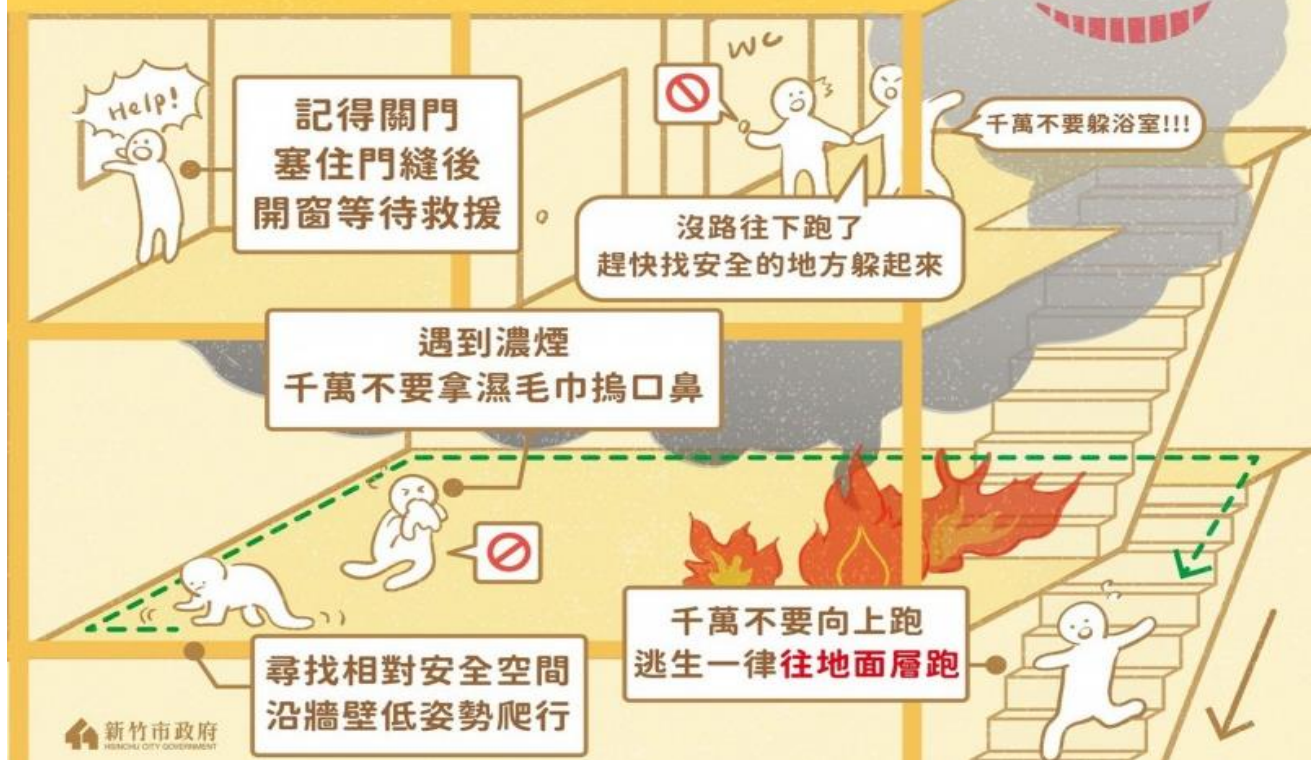 Help!
記得關門
塞住門縫後
開窗等待救援
WC
千萬不要躲浴室!!!
沒路往下跑了
趕快找安全的地方躲起來
遇到濃煙
千萬不要拿濕毛巾摀口鼻
千萬不要向上跑
逃生一律往地面層跑
尋找相對安全空間
沿牆壁低姿勢爬行
新竹市政府
HSINCHU CITY GOVERNMENT